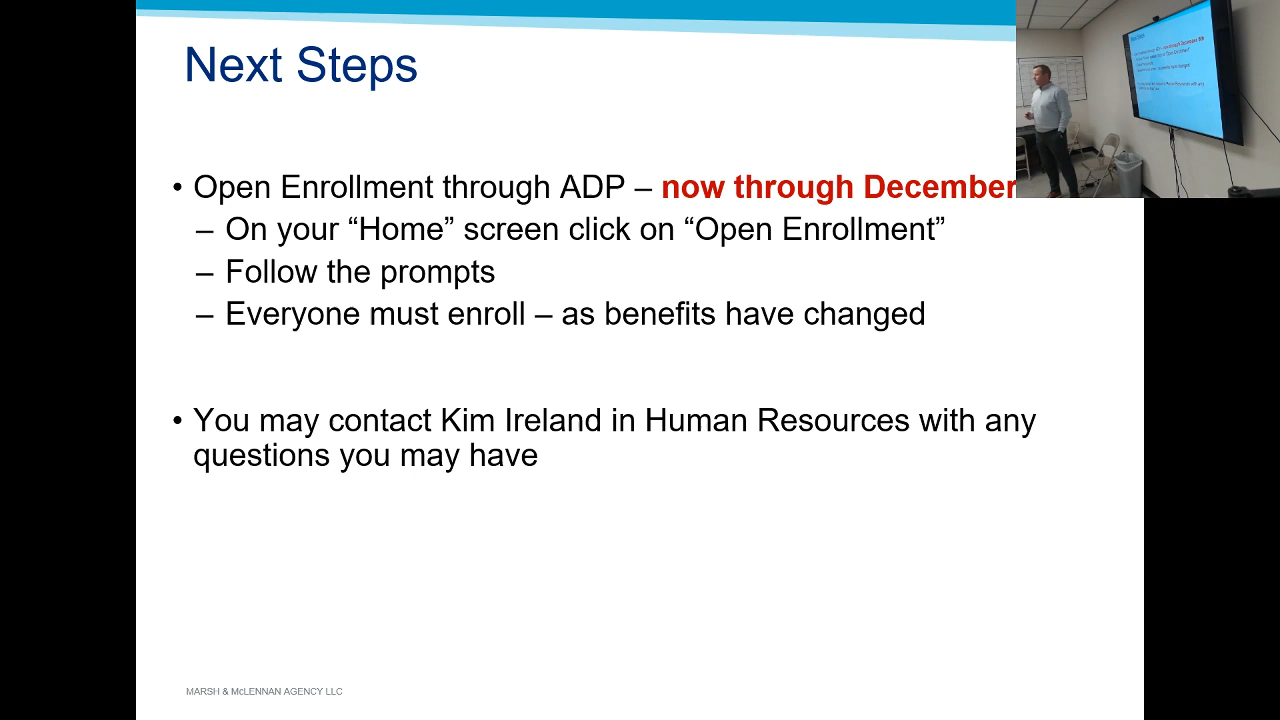 Next Steps
• Open Enrollment through ADP – now through December
– On your “Home” screen click on “Open Enrollment”
– Follow the prompts
– Everyone must enroll – as benefits have changed
• You may contact Kim Ireland in Human Resources with any
questions you may have
MARSH & McLENNAN AGENCY LLC